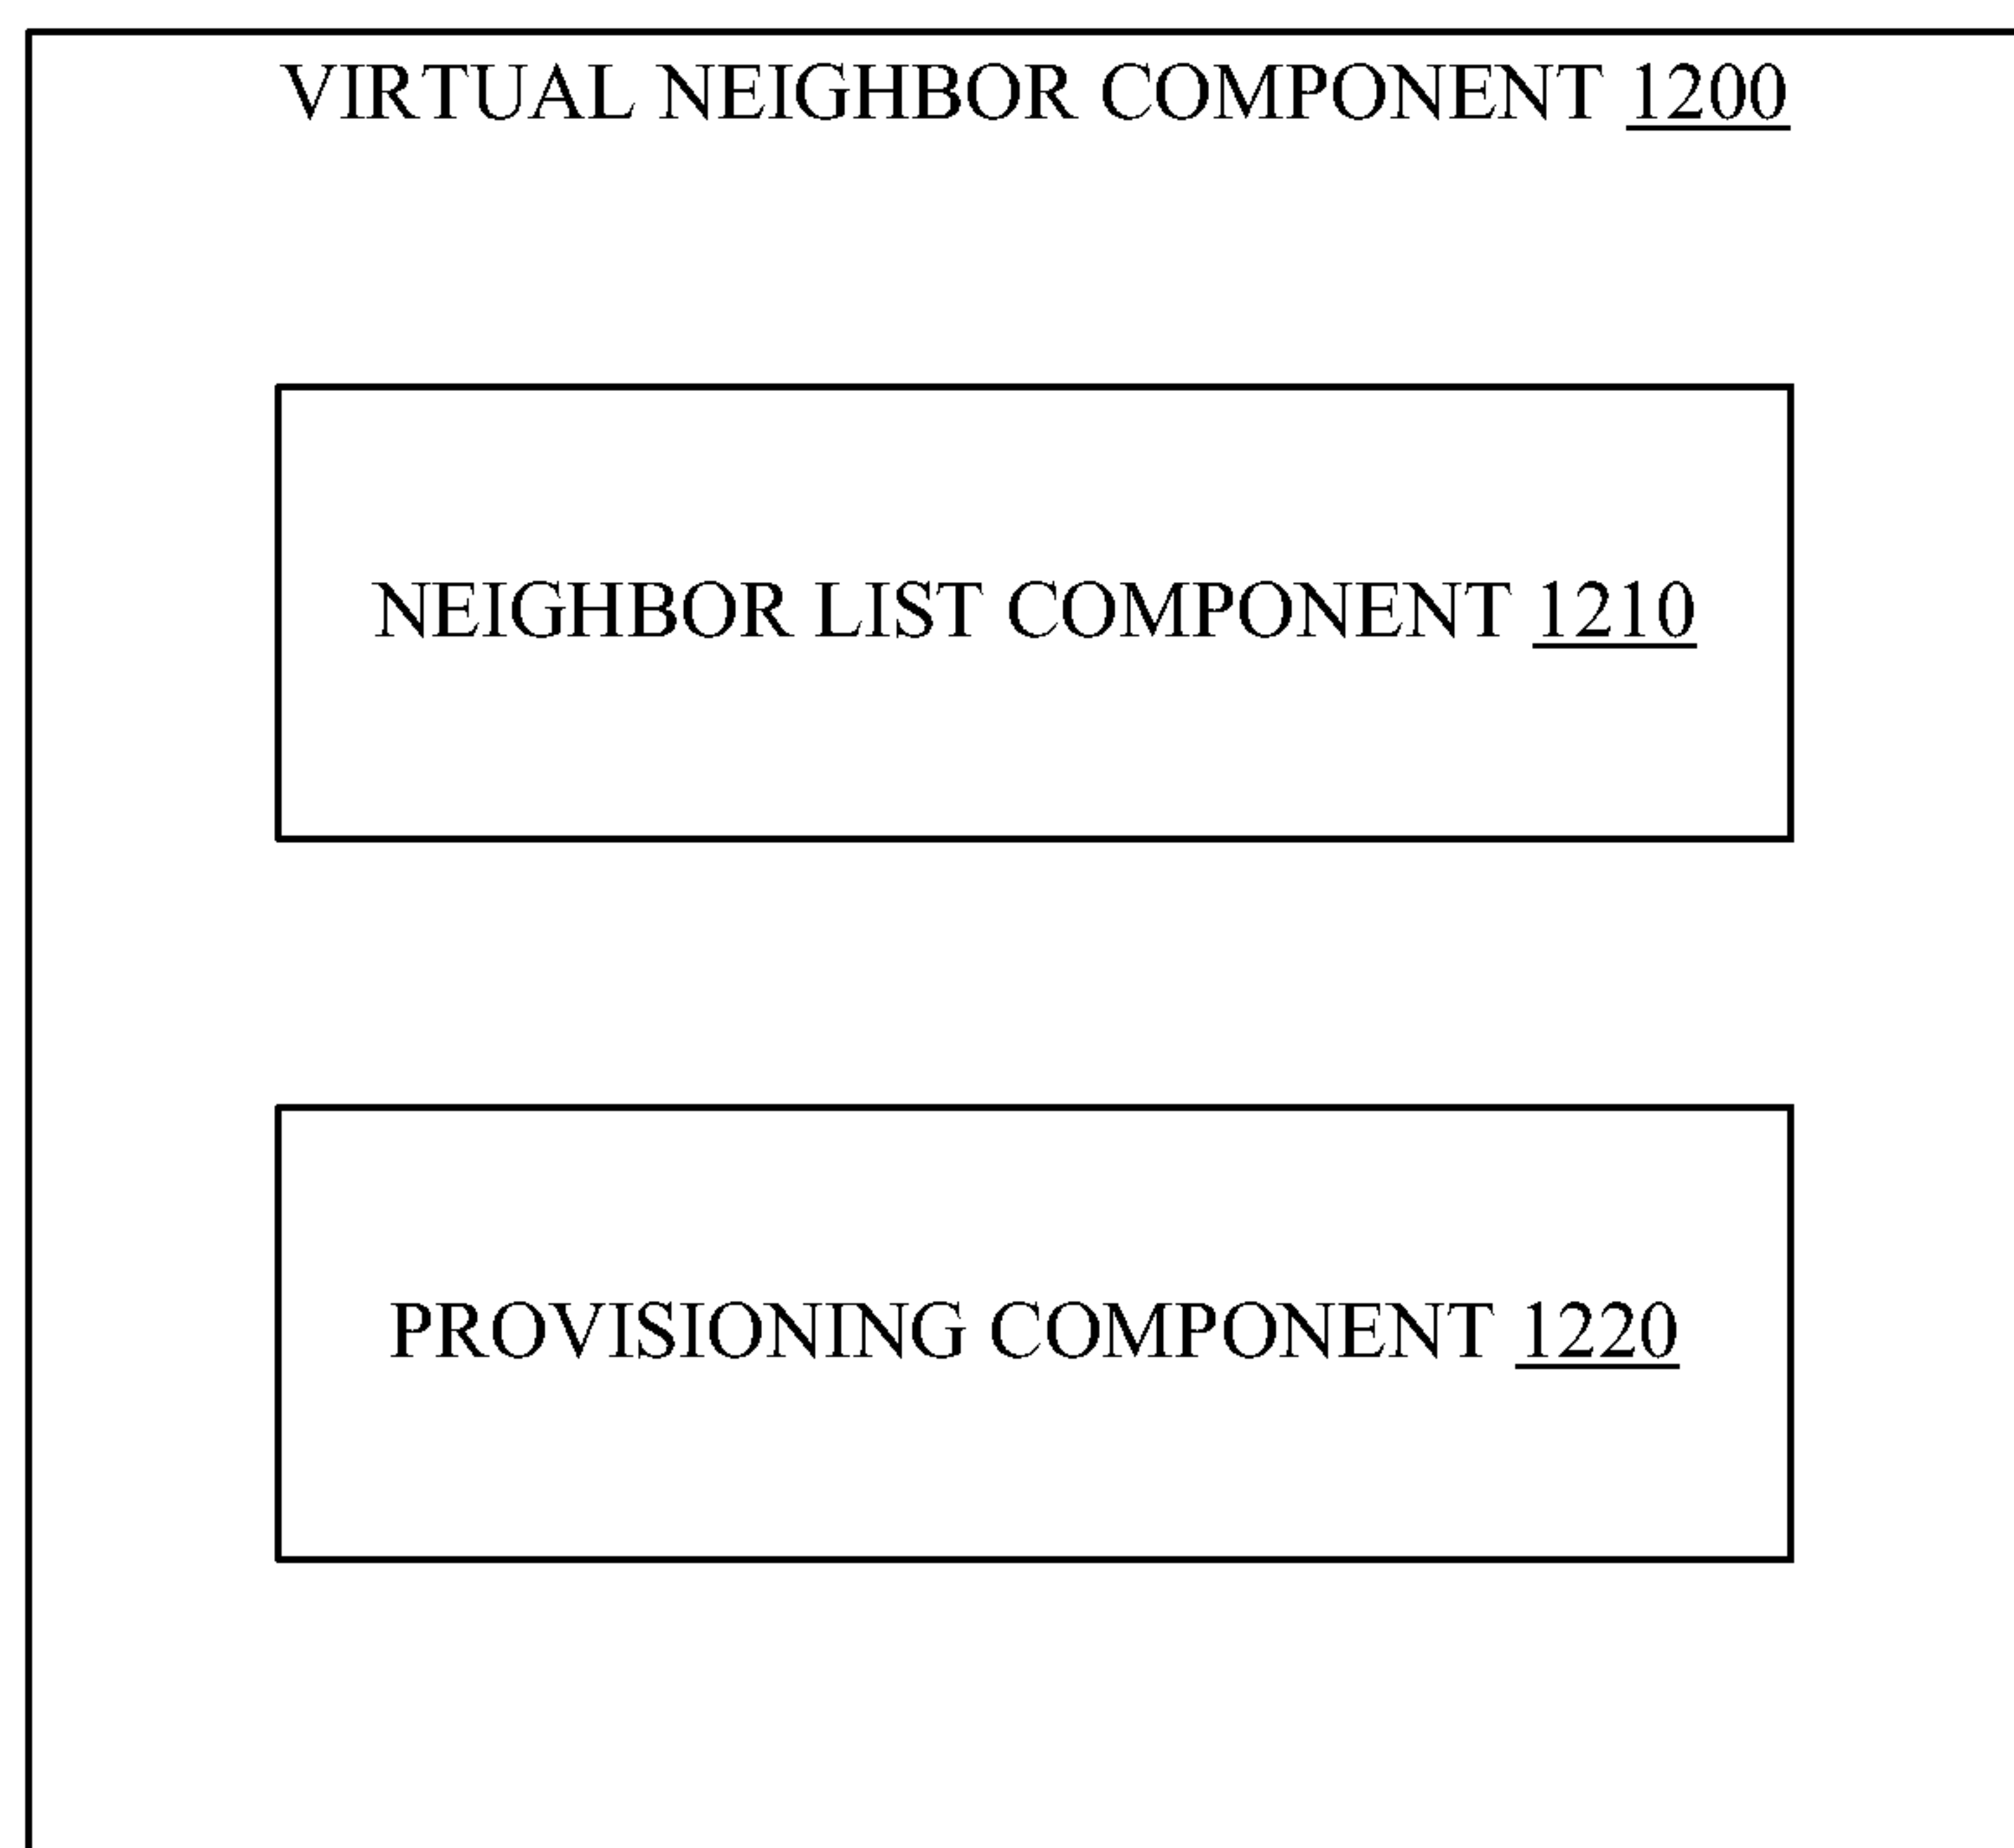 VIRTUAL NEIGHBOR COMPONENT 1200
NEIGHBOR LIST COMPONENT 1210
PROVISIONING COMPONENT 1220